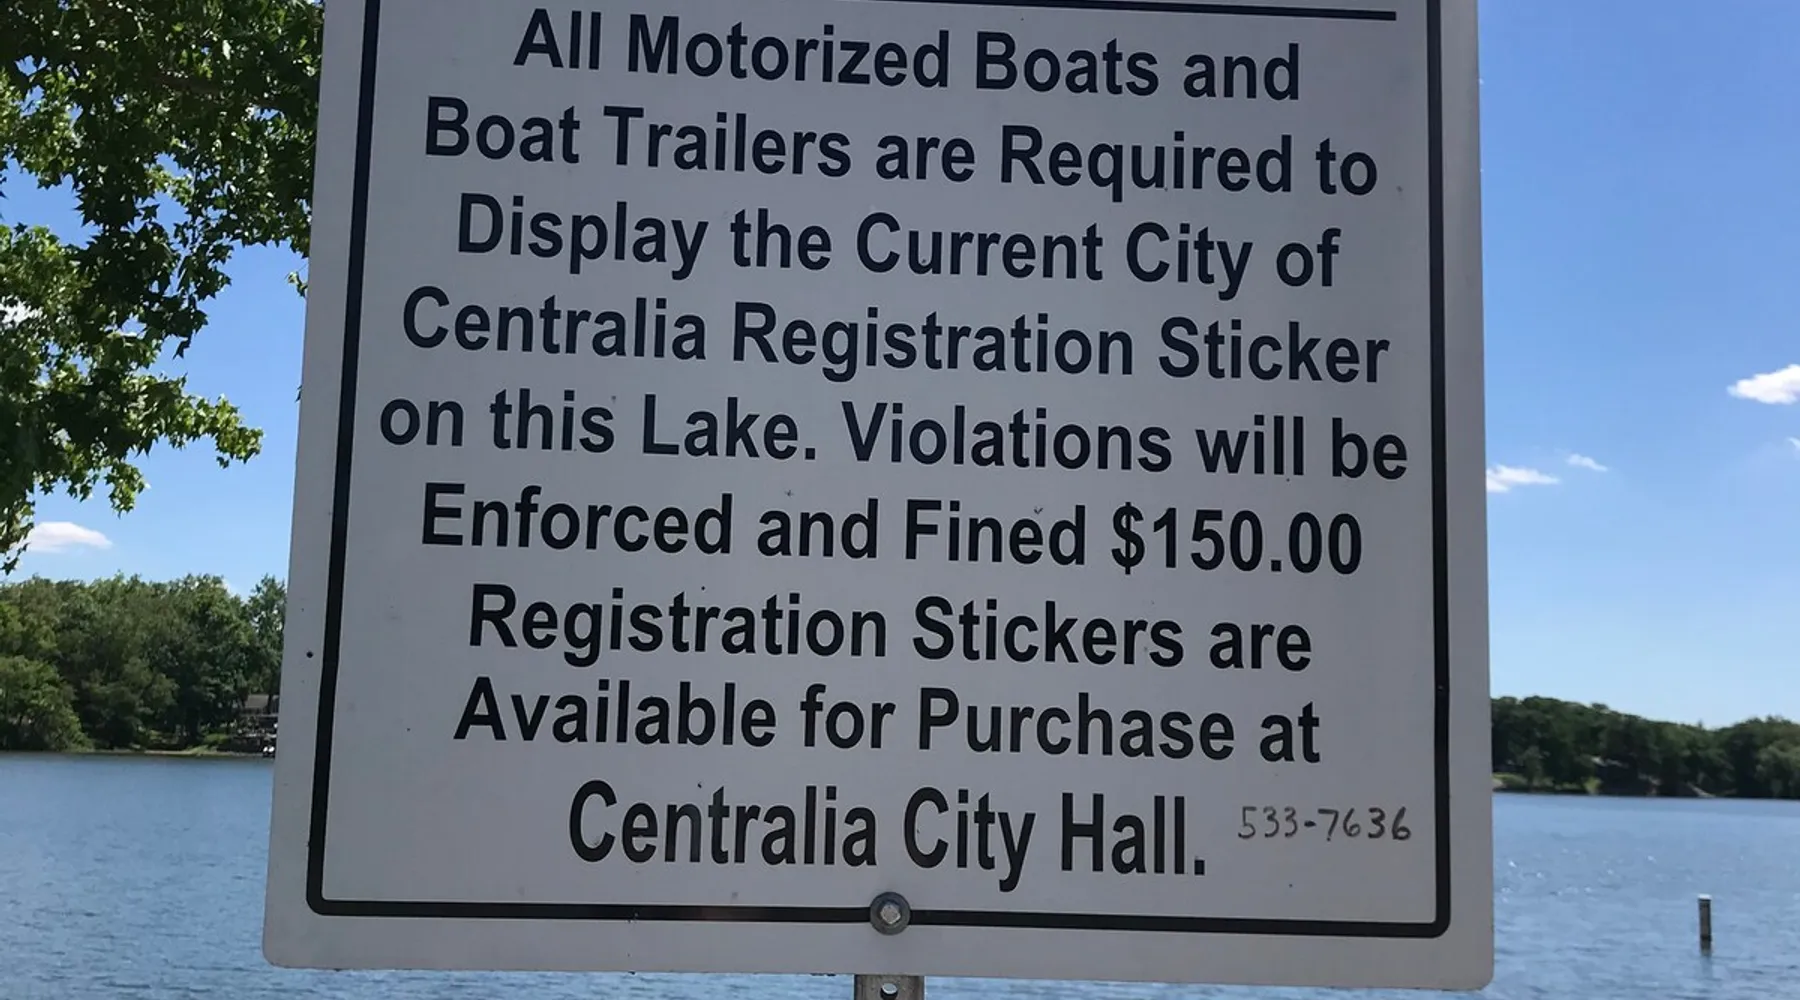 All Motorized Boats and
Boat Trailers are Required to
Display the Current City of
Centralia Registration Sticker
on this Lake. Violations will be
Enforced and Fined $150.00
Registration Stickers are
Available for Purchase at
Centralia City Hall. 533-7636